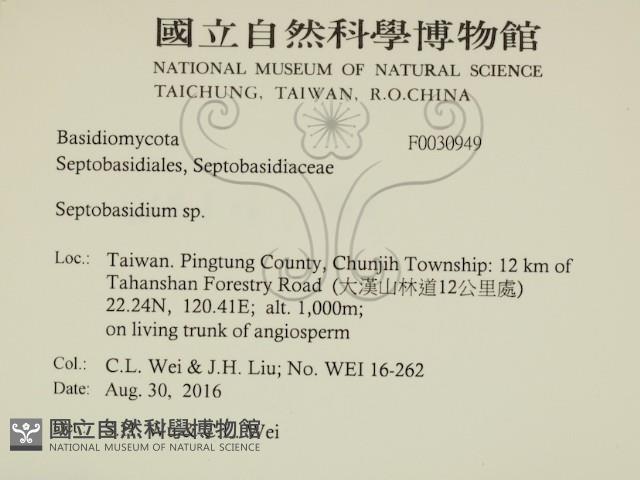 國立自然科學博物館
NATIONAL MUSEUM OF NATURAL SCIENCE
TAICHUNG, TAIWAN, R.O.CHINA
Basidiomycota F0030949
Septobasidiales, Septobasidiaceae
Septobasidium sp.
Loc.: Taiwan. Pingtung County, Chunjih Township: 12 km of
Tahanshan Forestry Road (大漢山林道12公里處)
22.24N, 120.41E; alt. 1,000m;
on living trunk of angiosperm
Col.: C.L. Wei & J.H. Liu; No. WEI 16-262
Date: Aug. 30, 2016
Wei
國立自然科學博物館
NATIONAL MUSEUM OF NATURAL SCIENCE